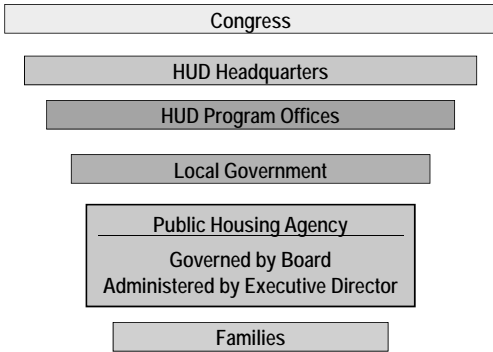 Congress
HUD Headquarters
HUD Program Offices
Local Government
Public Housing Agency
Governed by Board
Administered by Executive Director
Families